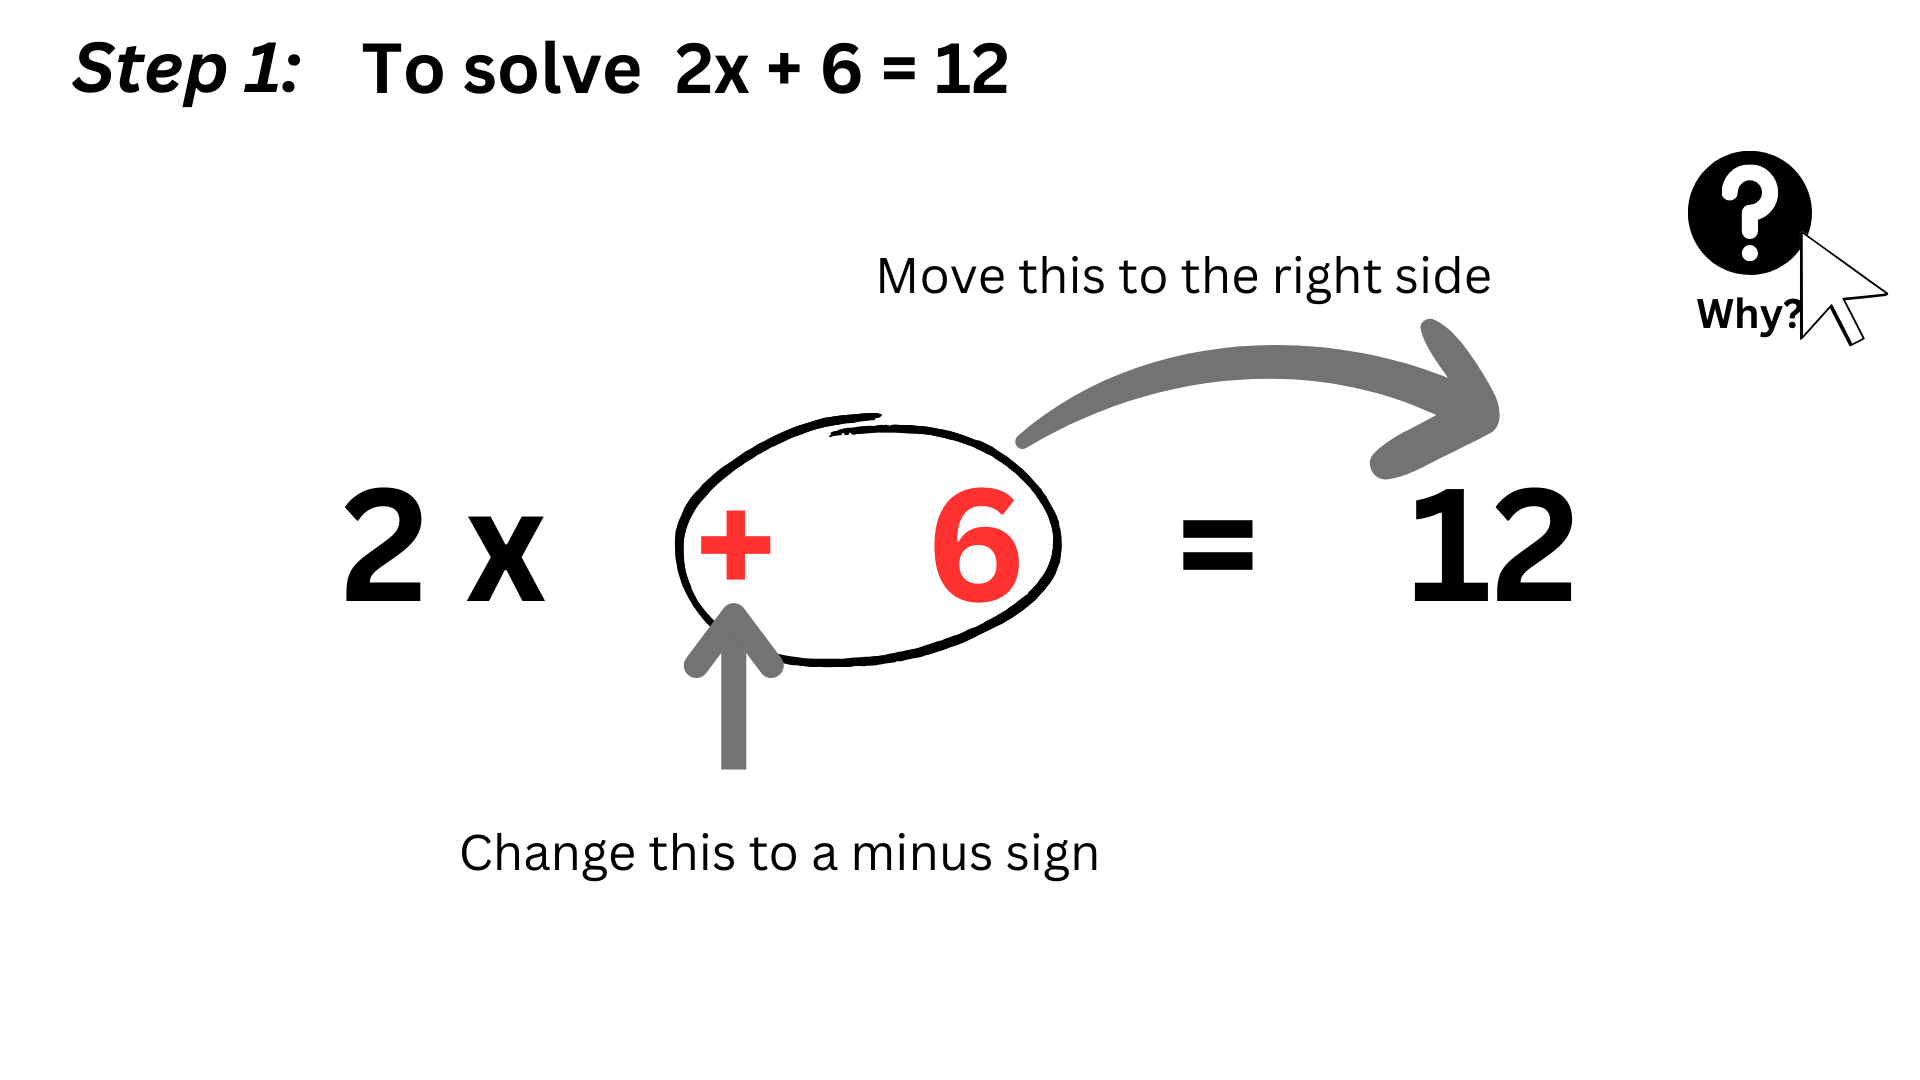 Step 1: To solve 2x + 6 = 12
Move this to the right side
?
Why?
2 x + 6 = 12
Change this to a minus sign